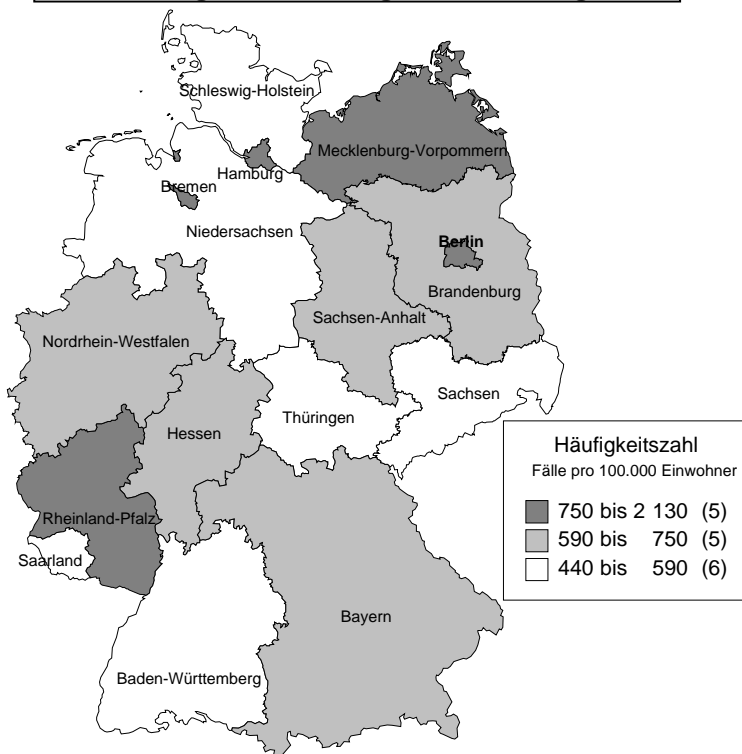 Schleswig-Holstein
Mecklenburg-Vorpommern
Hamburg
Bremen
Niedersachsen
Berlin
Brandenburg
Sachsen-Anhalt
Nordrhein-Westfalen
Sachsen
Thüringen
Hessen
Häufigkeitszahl
Fälle pro 100.000 Einwohner
750 bis 2 130 (5)
590 bis 750 (5)
440 bis 590 (6)
Rheinland-Pfalz
Saarland
Bayern
Baden-Württemberg